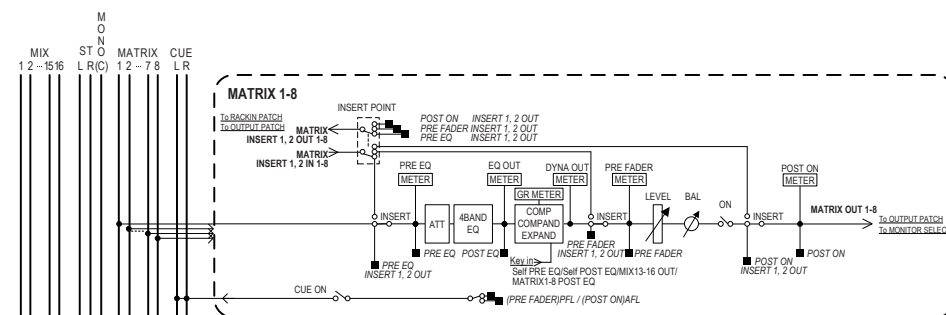 MONO
MIX
ST
(C)
MATRIX
CUE
1 2 ··· 15 16
L R
1 2 ··· 7 8
L R
MATRIX 1-8
INSERT POINT
To RACKIN PATCH
To OUTPUT PATCH
MATRIX
INSERT 1, 2 OUT 1-8
MATRIX
INSERT 1, 2 IN 1-8
POST ON INSERT 1, 2 OUT
PRE FADER INSERT 1, 2 OUT
PRE EQ INSERT 1, 2 OUT
PRE EQ
METER
EQ OUT
METER
DYNA OUT
METER
PRE FADER
METER
POST ON
METER
GR METER
LEVEL
BAL
ON
INSERT
ATT
4BAND
EQ
COMP
COMPAND
EXPAND
INSERT
INSERT
MATRIX OUT 1-8
To OUTPUT PATCH
To MONITOR SELEC
PRE EQ
INSERT 1, 2 OUT
PRE EQ
POST EQ
Key in
Self PRE EQ/Self POST EQ/MIX13-16 OUT/
MATRIX1-8 POST EQ
PRE FADER
INSERT 1, 2 OUT
PRE FADER
POST ON
INSERT 1, 2 OUT
POST ON
CUE ON
(PRE FADER)PFL / (POST ON)AFL